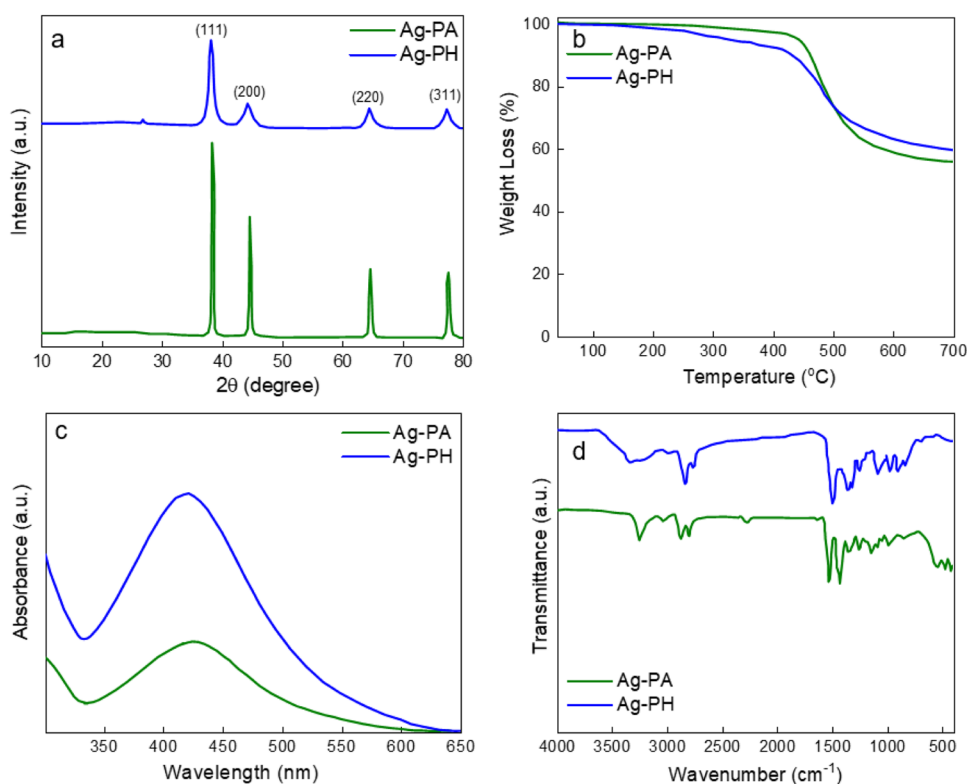 a
Ag-PA
Ag-PH
(111)
(200)
(220)
(311)
Intensity (a.u.)
10 20 30 40 50 60 70 80
2θ (degree)
b
Ag-PA
Ag-PH
100
80
60
40
20
0
Weight Loss (%)
100 200 300 400 500 600 700
Temperature (°C)
c
Ag-PA
Ag-PH
Absorbance (a.u.)
350 400 450 500 550 600 650
Wavelength (nm)
d
Ag-PA
Ag-PH
Transmittance (a.u.)
4000 3500 3000 2500 2000 1500 1000 500
Wavenumber (cm⁻¹)